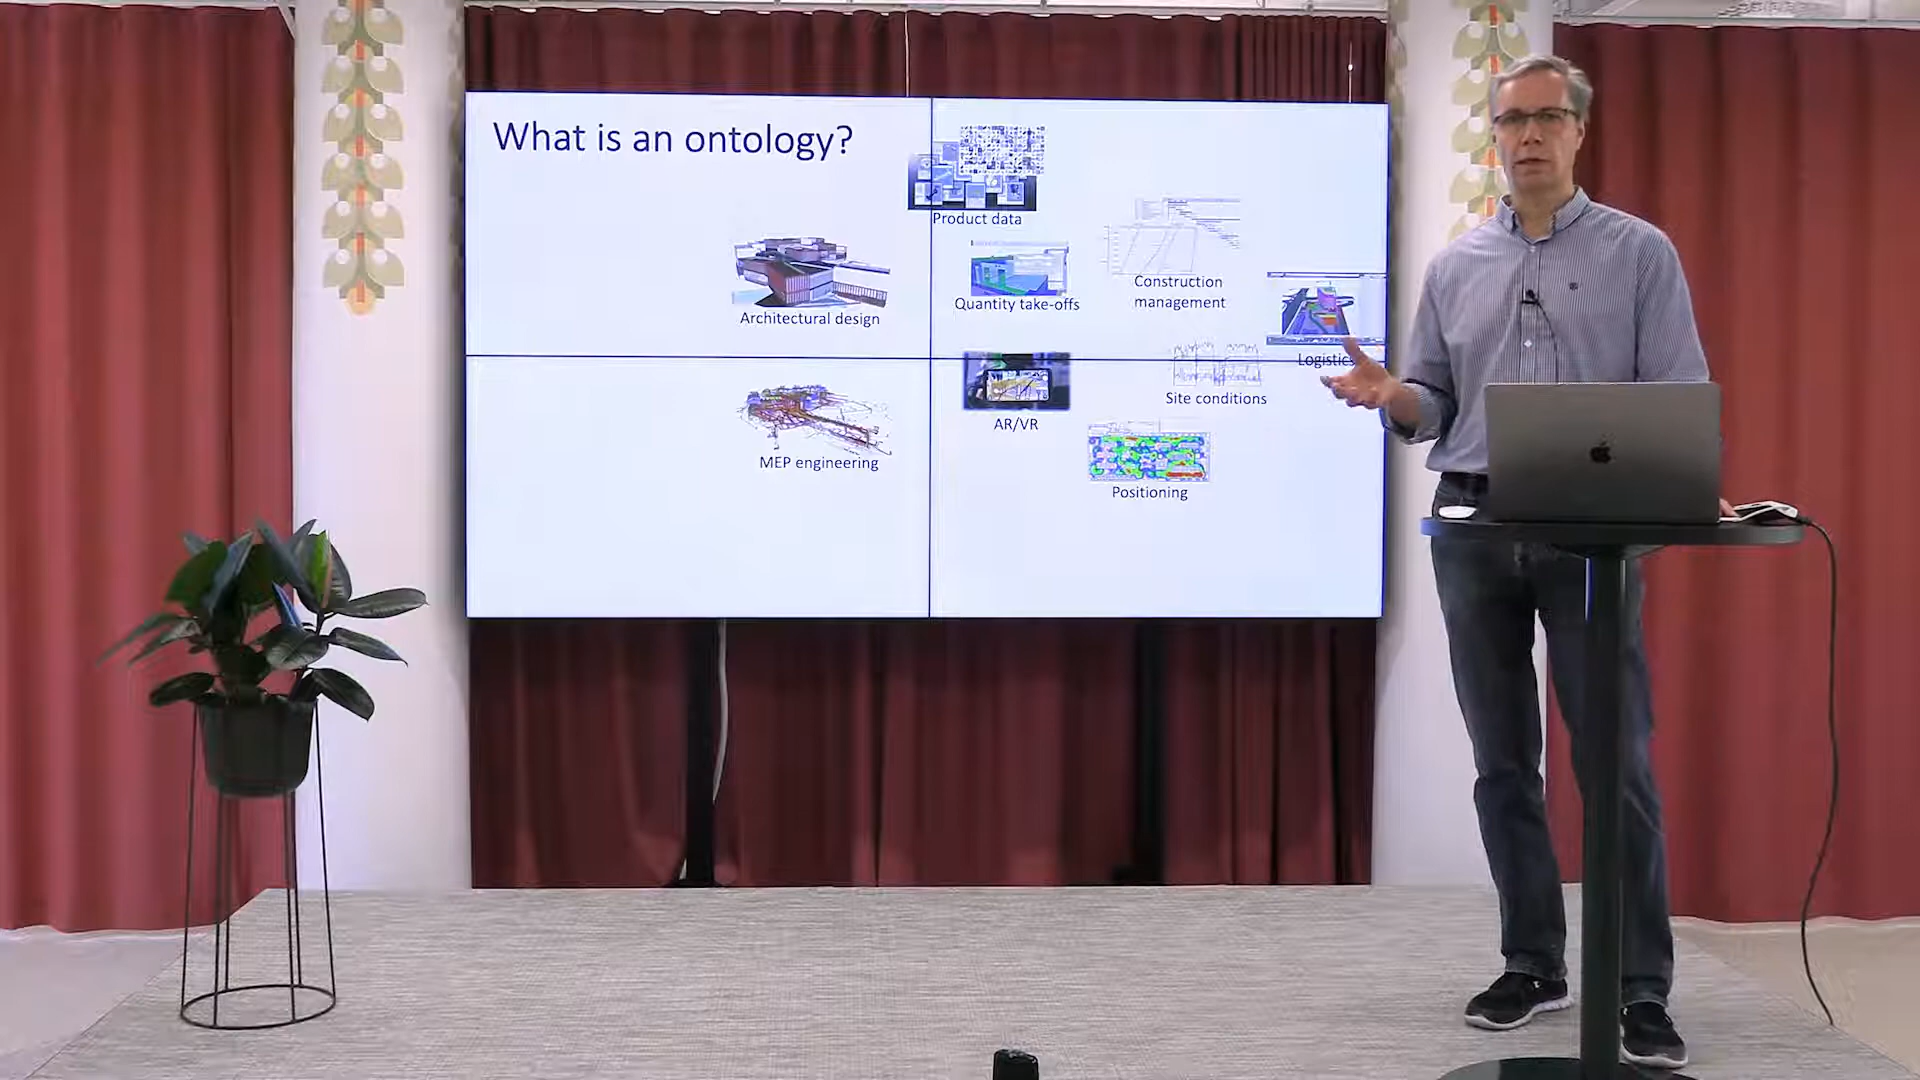 What is an ontology?
Product data
Architectural design
Quantity take-offs
Construction
management
Logistics
AR/VR
Site conditions
MEP engineering
Positioning